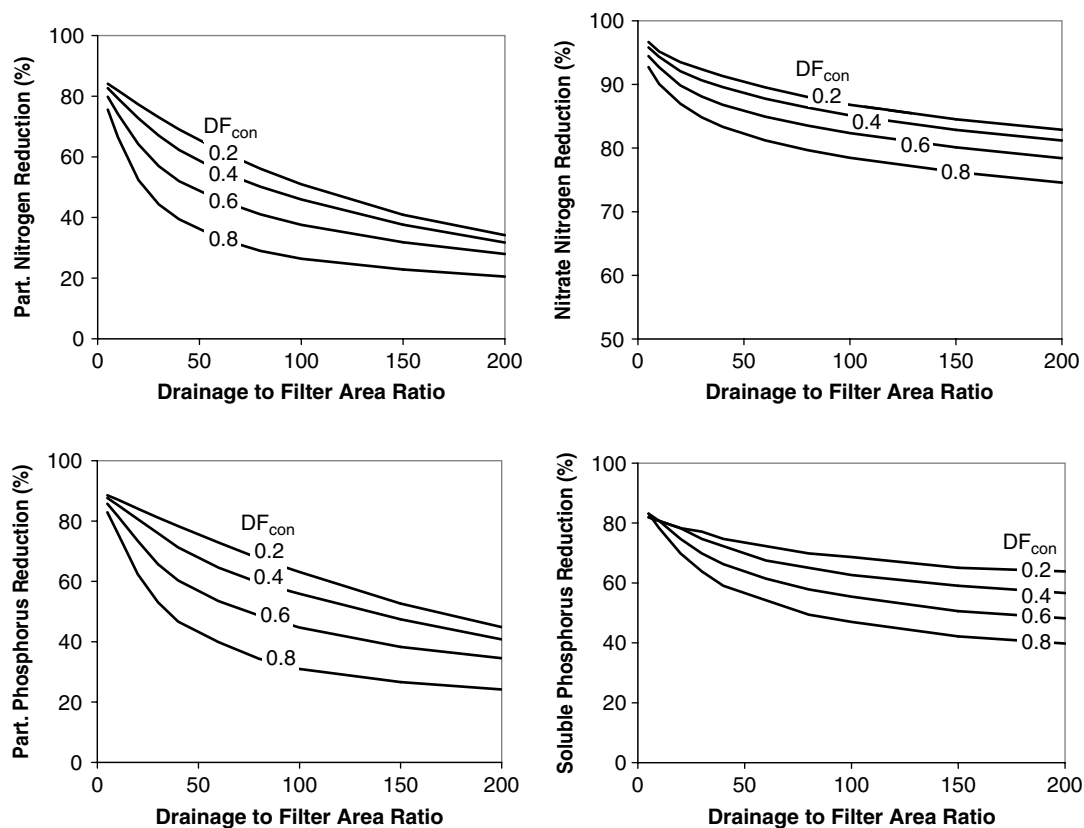 Part. Nitrogen Reduction (%)
100
80
60
40
20
0
DFcon
0.2
0.4
0.6
0.8
0 50 100 150 200
Drainage to Filter Area Ratio
Nitrate Nitrogen Reduction (%)
100
90
80
70
60
50
DFcon
0.2
0.4
0.6
0.8
0 50 100 150 200
Drainage to Filter Area Ratio
Part. Phosphorus Reduction (%)
100
80
60
40
20
0
DFcon
0.2
0.4
0.6
0.8
0 50 100 150 200
Drainage to Filter Area Ratio
Soluble Phosphorus Reduction (%)
100
80
60
40
20
0
DFcon
0.2
0.4
0.6
0.8
0 50 100 150 200
Drainage to Filter Area Ratio